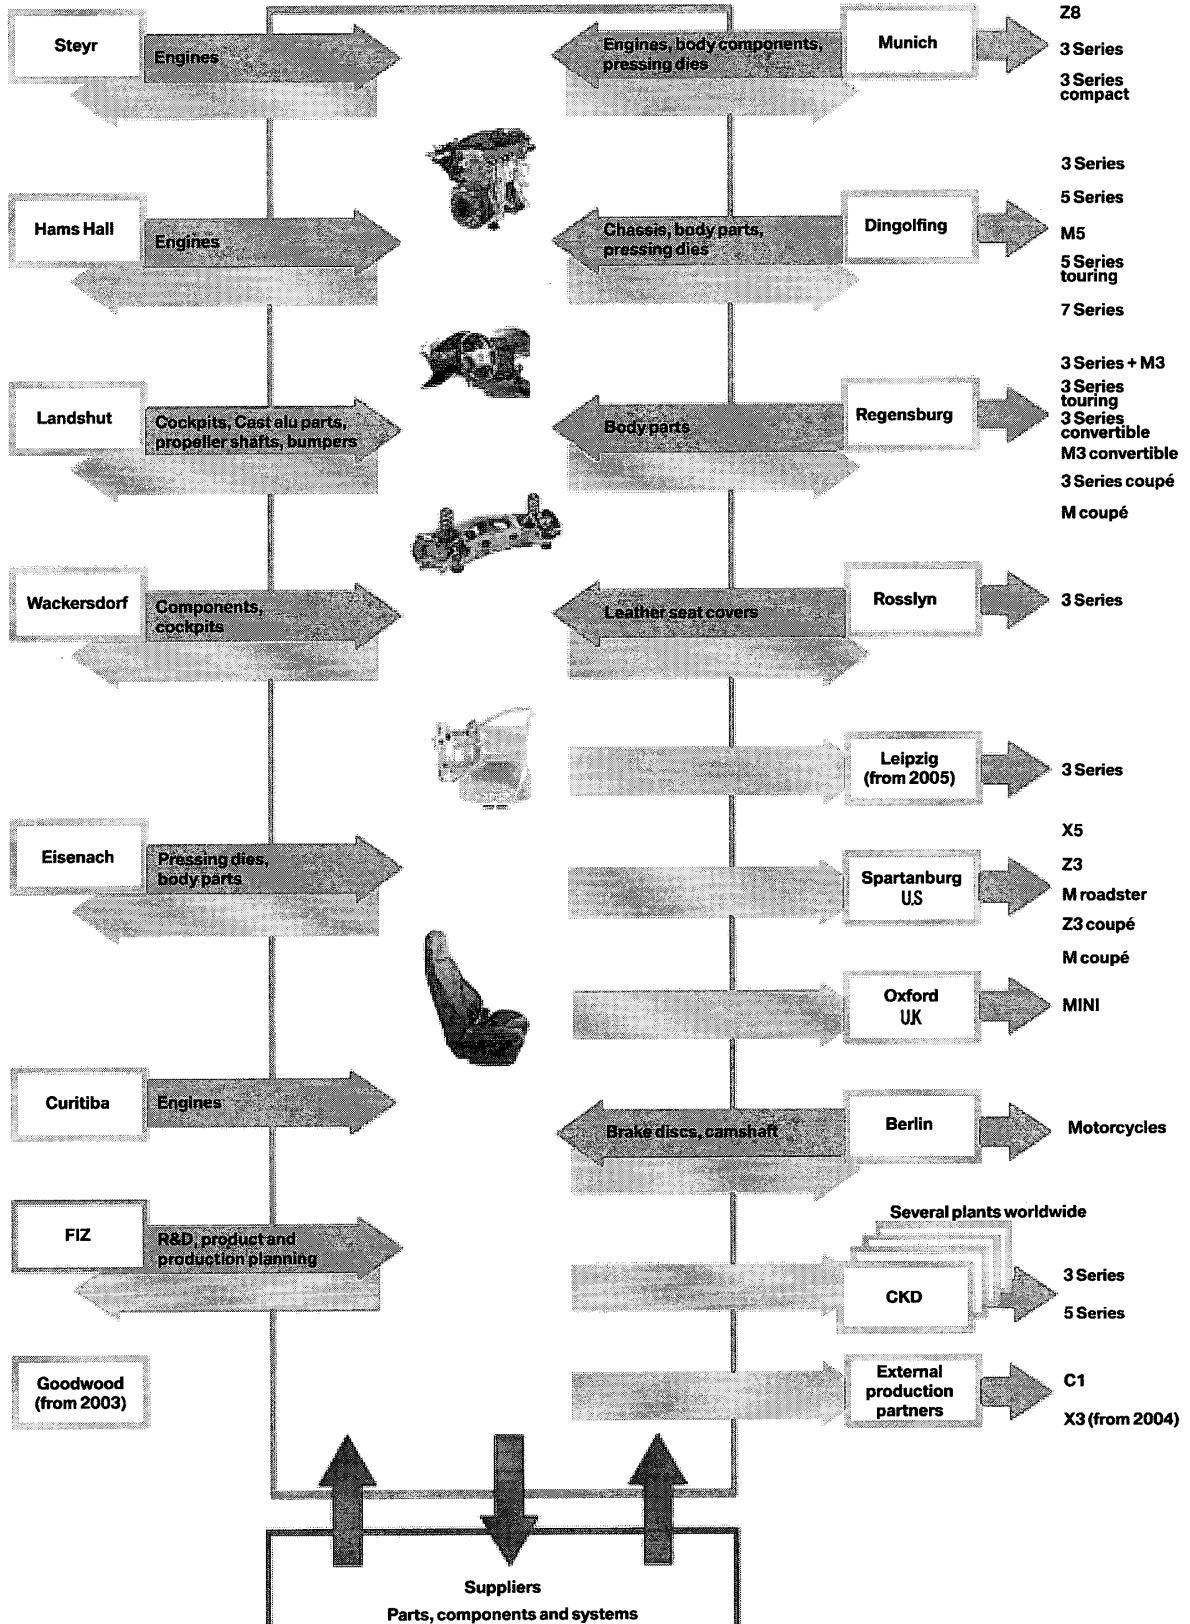 Steyr
Engines
Engines, body components,
pressing dies
Munich
Z8
3 Series
3 Series
compact
Hams Hall
Engines
Chassis, body parts,
pressing dies
Dingolfing
3 Series
5 Series
M5
5 Series
touring
7 Series
Landshut
Cockpits, Cast alu parts,
propeller shafts, bumpers
Body parts
Regensburg
3 Series + M3
3 Series
touring
3 Series
convertible
M3 convertible
3 Series coupé
M coupé
Wackersdorf
Components,
cockpits
Leather seat covers
Rosslyn
3 Series
Leipzig
(from 2005)
3 Series
Eisenach
Pressing dies,
body parts
Spartanburg
U.S
X5
Z3
M roadster
Z3 coupé
M coupé
Oxford
U.K
MINI
Curitiba
Engines
Brake discs, camshaft
Berlin
Motorcycles
FIZ
R&D, product and
production planning
Several plants worldwide
CKD
3 Series
5 Series
Goodwood
(from 2003)
External
production
partners
C1
X3 (from 2004)
Suppliers
Parts, components and systems